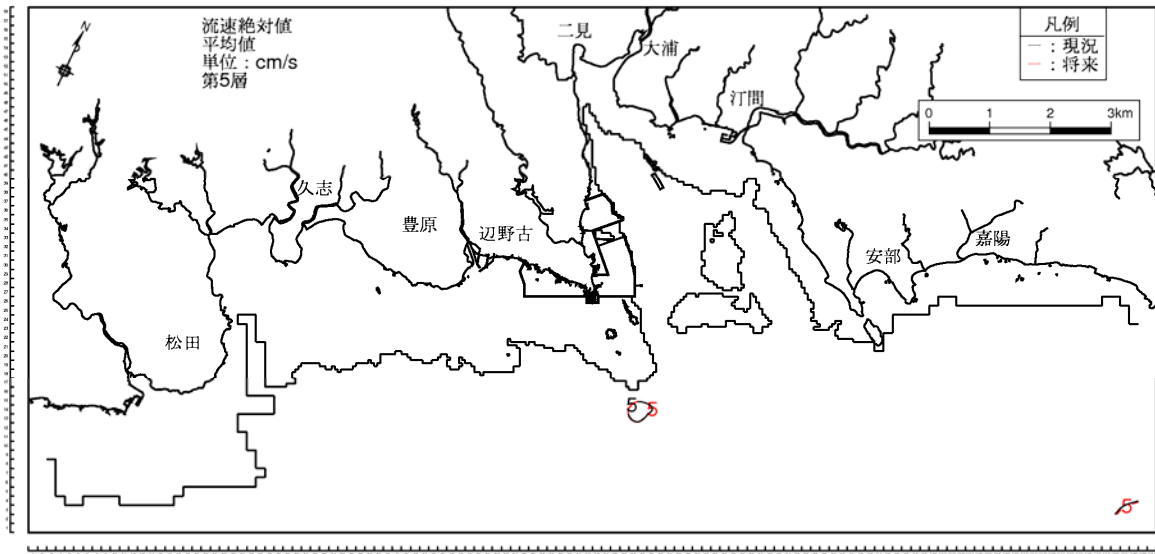 N
流速絶対値
平均値
単位：cm/s
第5層
二見
大浦
汀間
凡例
―：現況
―：将来
0 1 2 3km
久志
豊原
辺野古
安部
嘉陽
松田
5 5
5